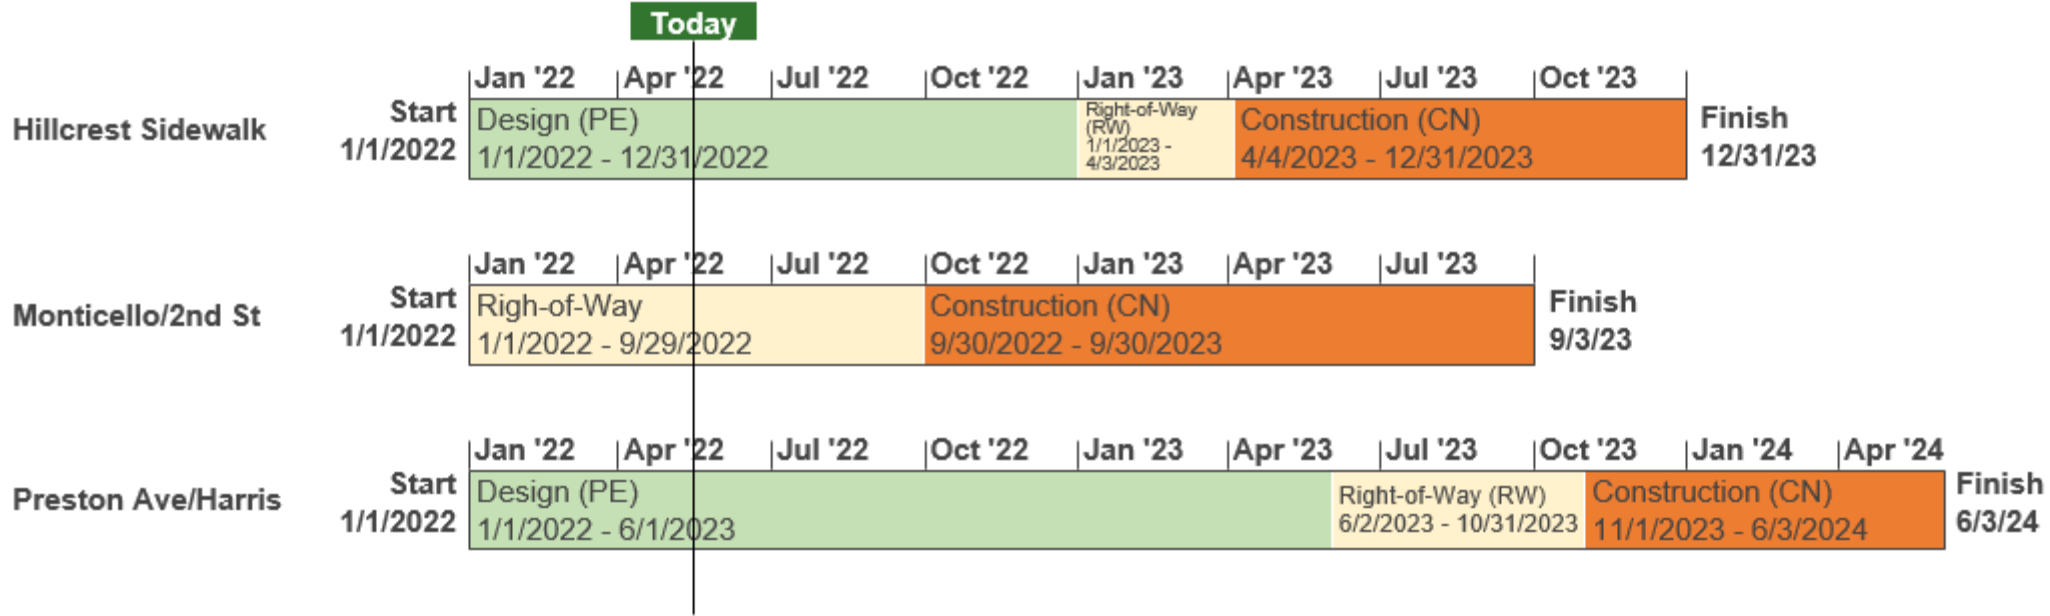 Today
Jan '22 Apr '22 Jul '22 Oct '22 Jan '23 Apr '23 Jul '23 Oct '23
Hillcrest Sidewalk
Start
1/1/2022
Design (PE)
1/1/2022 - 12/31/2022
Right-of-Way
(RW)
1/1/2023 -
4/3/2023
Construction (CN)
4/4/2023 - 12/31/2023
Finish
12/31/23
Jan '22 Apr '22 Jul '22 Oct '22 Jan '23 Apr '23 Jul '23
Monticello/2nd St
Start
1/1/2022
Righ-of-Way
1/1/2022 - 9/29/2022
Construction (CN)
9/30/2022 - 9/30/2023
Finish
9/3/23
Jan '22 Apr '22 Jul '22 Oct '22 Jan '23 Apr '23 Jul '23 Oct '23 Jan '24 Apr '24
Preston Ave/Harris
Start
1/1/2022
Design (PE)
1/1/2022 - 6/1/2023
Right-of-Way (RW)
6/2/2023 - 10/31/2023
Construction (CN)
11/1/2023 - 6/3/2024
Finish
6/3/24